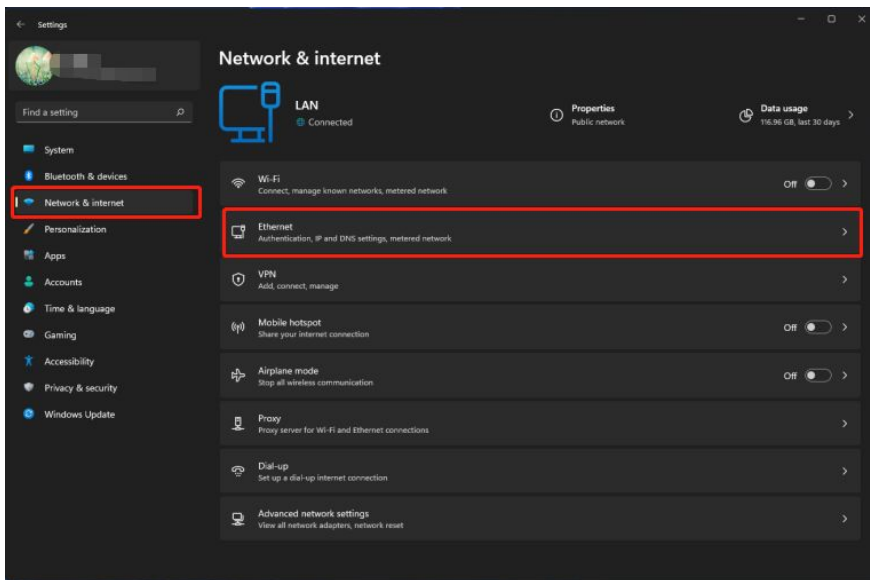 Settings
Find a setting
System
Bluetooth & devices
Network & internet
Personalization
Apps
Accounts
Time & language
Gaming
Accessibility
Privacy & security
Windows Update
Network & internet
LAN
Connected
Properties
Public network
Data usage
116.96 GB, last 30 days
Wi-Fi
Connect, manage known networks, metered network
Off
Ethernet
Authentication, IP and DNS settings, metered network
VPN
Add, connect, manage
Mobile hotspot
Share your internet connection
Off
Airplane mode
Stop all wireless communication
Off
Proxy
Proxy server for Wi-Fi and Ethernet connections
Dial-up
Set up a dial-up internet connection
Advanced network settings
View all network adapters, network reset